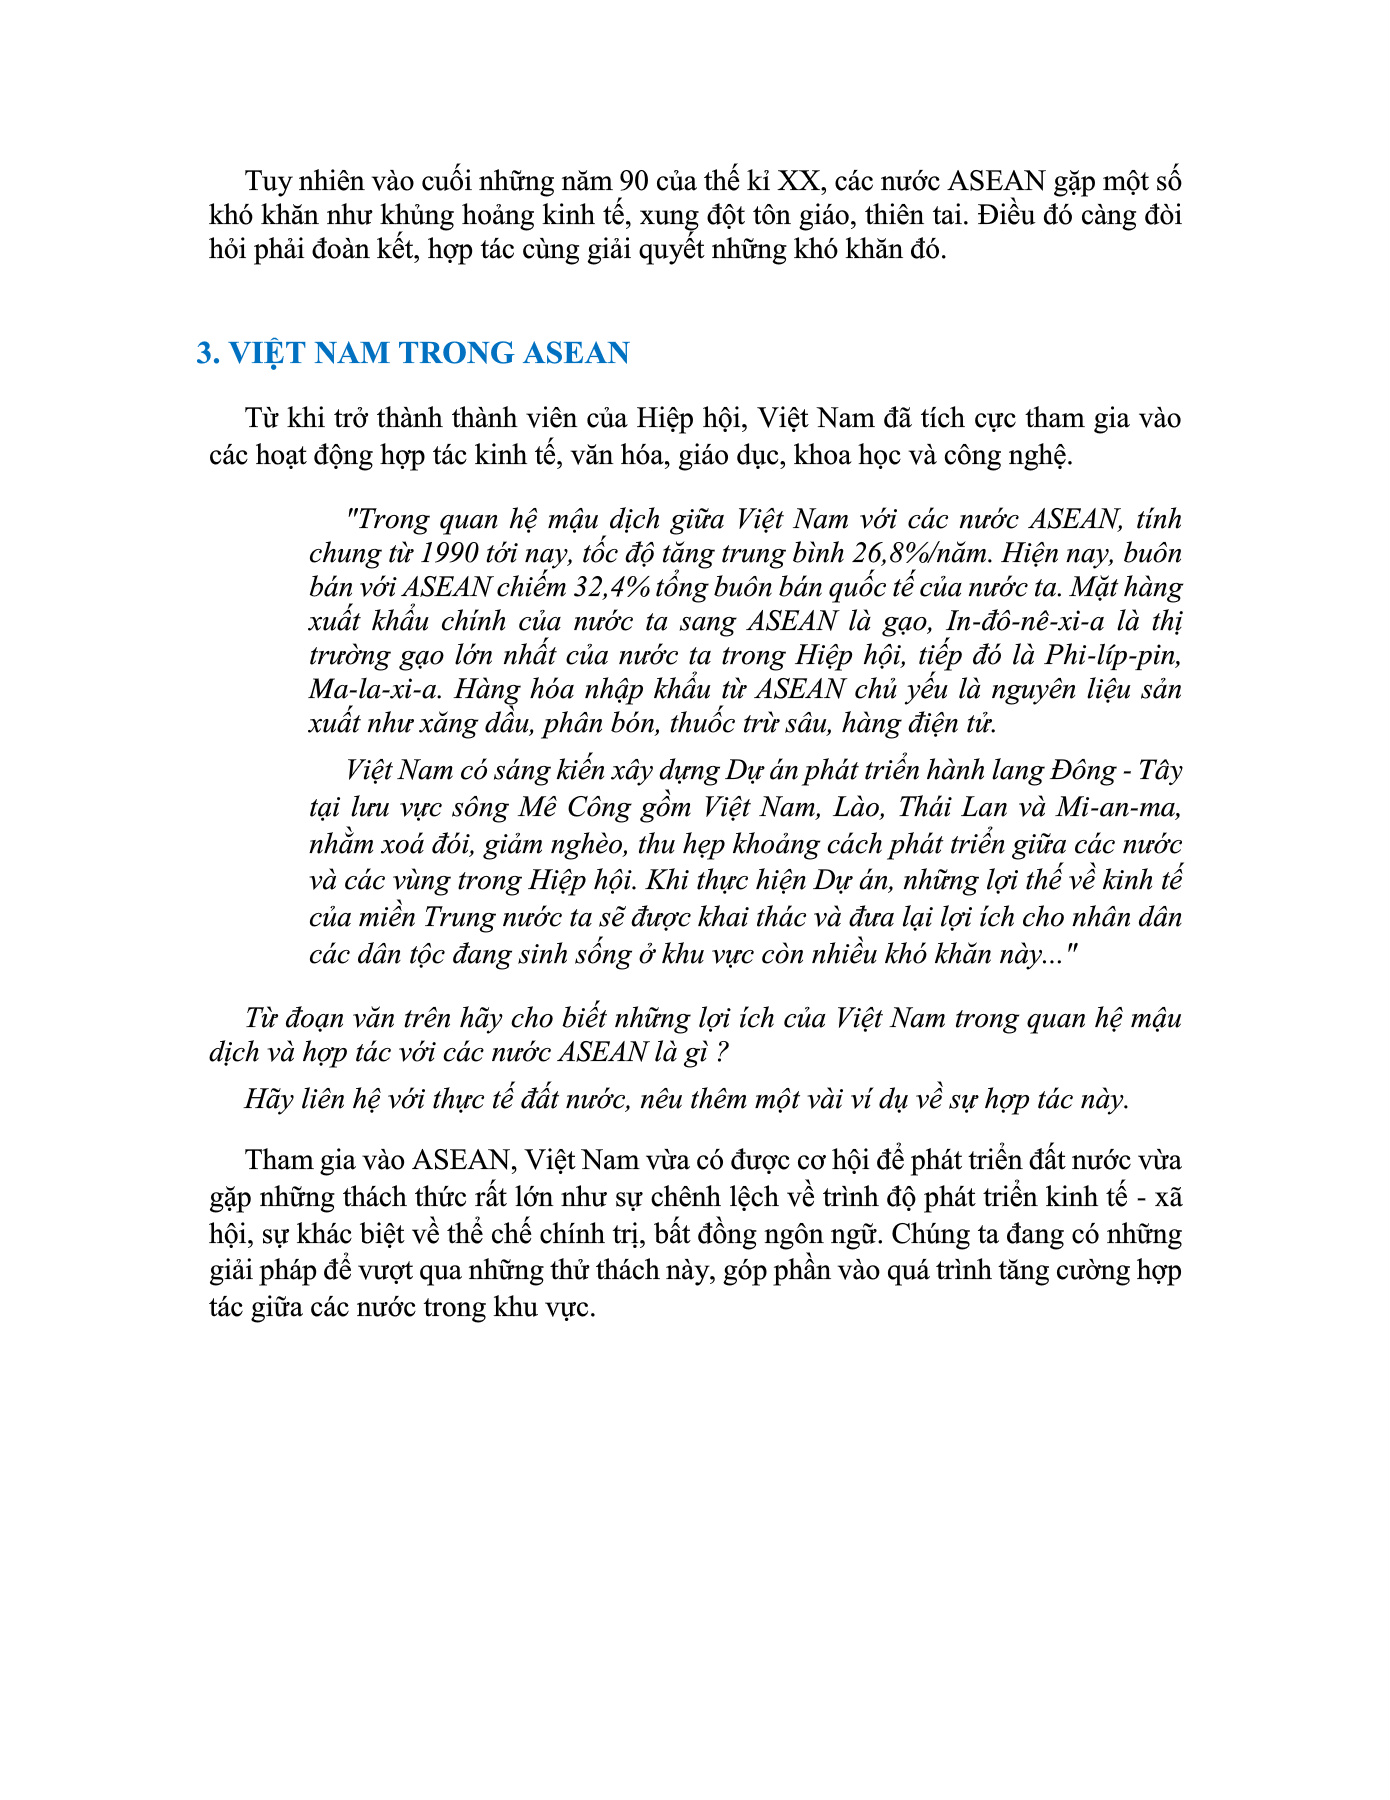 Tuy nhiên vào cuối những năm 90 của thế kỉ XX, các nước ASEAN gặp một số
khó khăn như khủng hoảng kinh tế, xung đột tôn giáo, thiên tai. Điều đó càng đòi
hỏi phải đoàn kết, hợp tác cùng giải quyết những khó khăn đó.
3. VIỆT NAM TRONG ASEAN
Từ khi trở thành thành viên của Hiệp hội, Việt Nam đã tích cực tham gia vào
các hoạt động hợp tác kinh tế, văn hóa, giáo dục, khoa học và công nghệ.
"Trong quan hệ mậu dịch giữa Việt Nam với các nước ASEAN, tính
chung từ 1990 tới nay, tốc độ tăng trung bình 26,8%/năm. Hiện nay, buôn
bán với ASEAN chiếm 32,4% tổng buôn bán quốc tế của nước ta. Mặt hàng
xuất khẩu chính của nước ta sang ASEAN là gạo, In-đô-nê-xi-a là thị
trường gạo lớn nhất của nước ta trong Hiệp hội, tiếp đó là Phi-líp-pin,
Ma-la-xi-a. Hàng hóa nhập khẩu từ ASEAN chủ yếu là nguyên liệu sản
xuất như xăng dầu, phân bón, thuốc trừ sâu, hàng điện tử.
Việt Nam có sáng kiến xây dựng Dự án phát triển hành lang Đông - Tây
tại lưu vực sông Mê Công gồm Việt Nam, Lào, Thái Lan và Mi-an-ma,
nhằm xoá đói, giảm nghèo, thu hẹp khoảng cách phát triển giữa các nước
và các vùng trong Hiệp hội. Khi thực hiện Dự án, những lợi thế về kinh tế
của miền Trung nước ta sẽ được khai thác và đưa lại lợi ích cho nhân dân
các dân tộc đang sinh sống ở khu vực còn nhiều khó khăn này..."
Từ đoạn văn trên hãy cho biết những lợi ích của Việt Nam trong quan hệ mậu
dịch và hợp tác với các nước ASEAN là gì ?
Hãy liên hệ với thực tế đất nước, nêu thêm một vài ví dụ về sự hợp tác này.
Tham gia vào ASEAN, Việt Nam vừa có được cơ hội để phát triển đất nước vừa
gặp những thách thức rất lớn như sự chênh lệch về trình độ phát triển kinh tế - xã
hội, sự khác biệt về thể chế chính trị, bất đồng ngôn ngữ. Chúng ta đang có những
giải pháp để vượt qua những thử thách này, góp phần vào quá trình tăng cường hợp
tác giữa các nước trong khu vực.